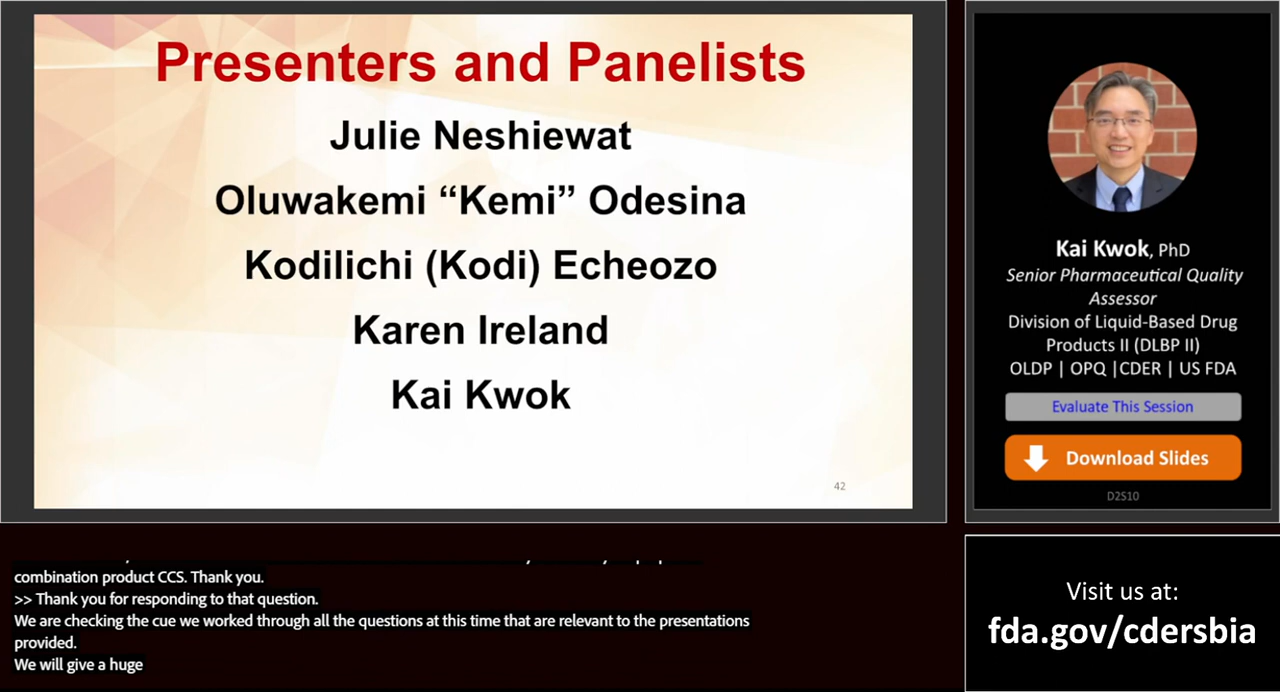 Presenters and Panelists
Julie Neshiewat
Oluwakemi “Kemi” Odesina
Kodilichi (Kodi) Echeozo
Karen Ireland
Kai Kwok
42
Kai Kwok, PhD
Senior Pharmaceutical Quality
Assessor
Division of Liquid-Based Drug
Products II (DLBP II)
OLDP | OPQ |CDER | US FDA
Evaluate This Session
Download Slides
D2S10
combination product CCS. Thank you.
>> Thank you for responding to that question.
We are checking the cue we worked through all the questions at this time that are relevant to the presentations
provided.
We will give a huge
Visit us at:
fda.gov/cdersbia